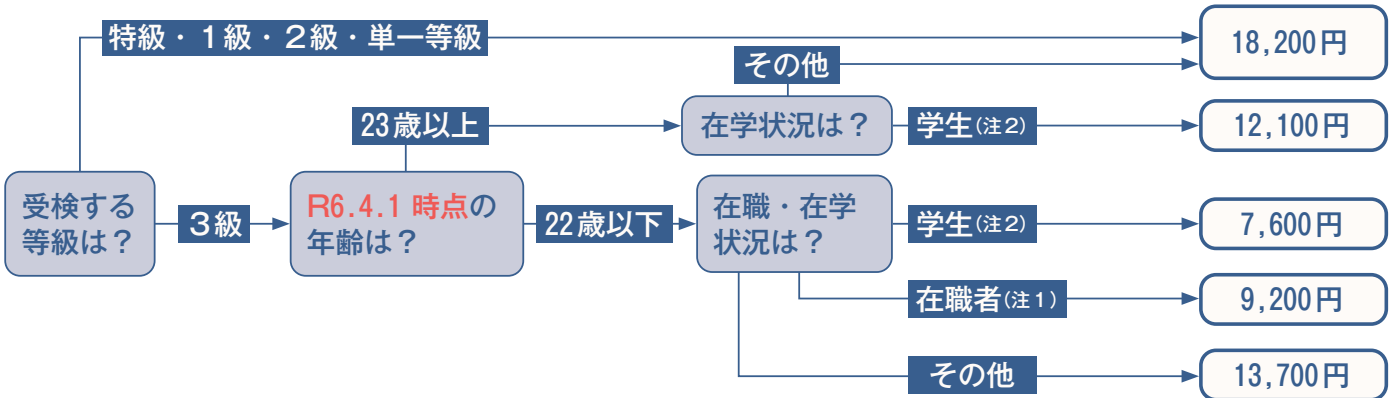 特級・１級・２級・単一等級
18,200円
その他
23歳以上
在学状況は？
学生(注２)
12,100円
受検する
等級は？
３級
R6.4.1 時点の
年齢は？
22歳以下
在職・在学
状況は？
学生(注２)
7,600円
在職者(注１)
9,200円
その他
13,700円